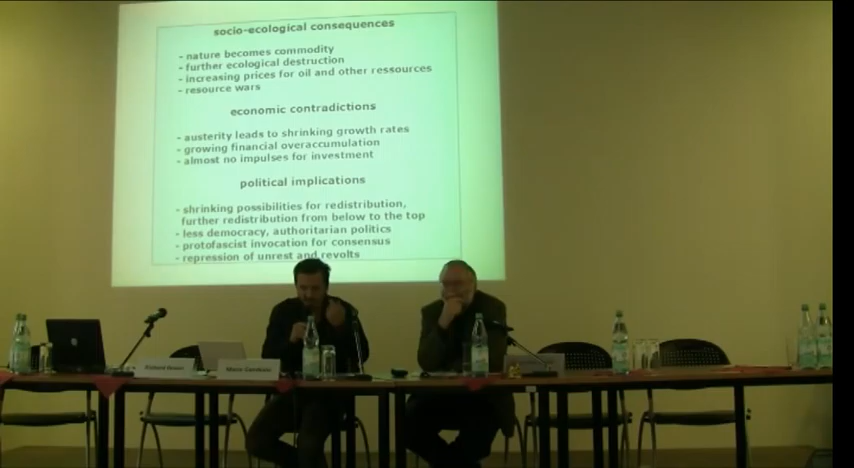 socio-ecological consequences
- nature becomes commodity
- further ecological destruction
- increasing prices for oil and other ressources
- resource wars
economic contradictions
- austerity leads to shrinking growth rates
- growing financial overaccumulation
- almost no impulses for investment
political implications
- shrinking possibilities for redistribution,
further redistribution from below to the top
- less democracy, authoritarian politics
- protofascist invocation for consensus
- repression of unrest and revolts
Mario Candeias